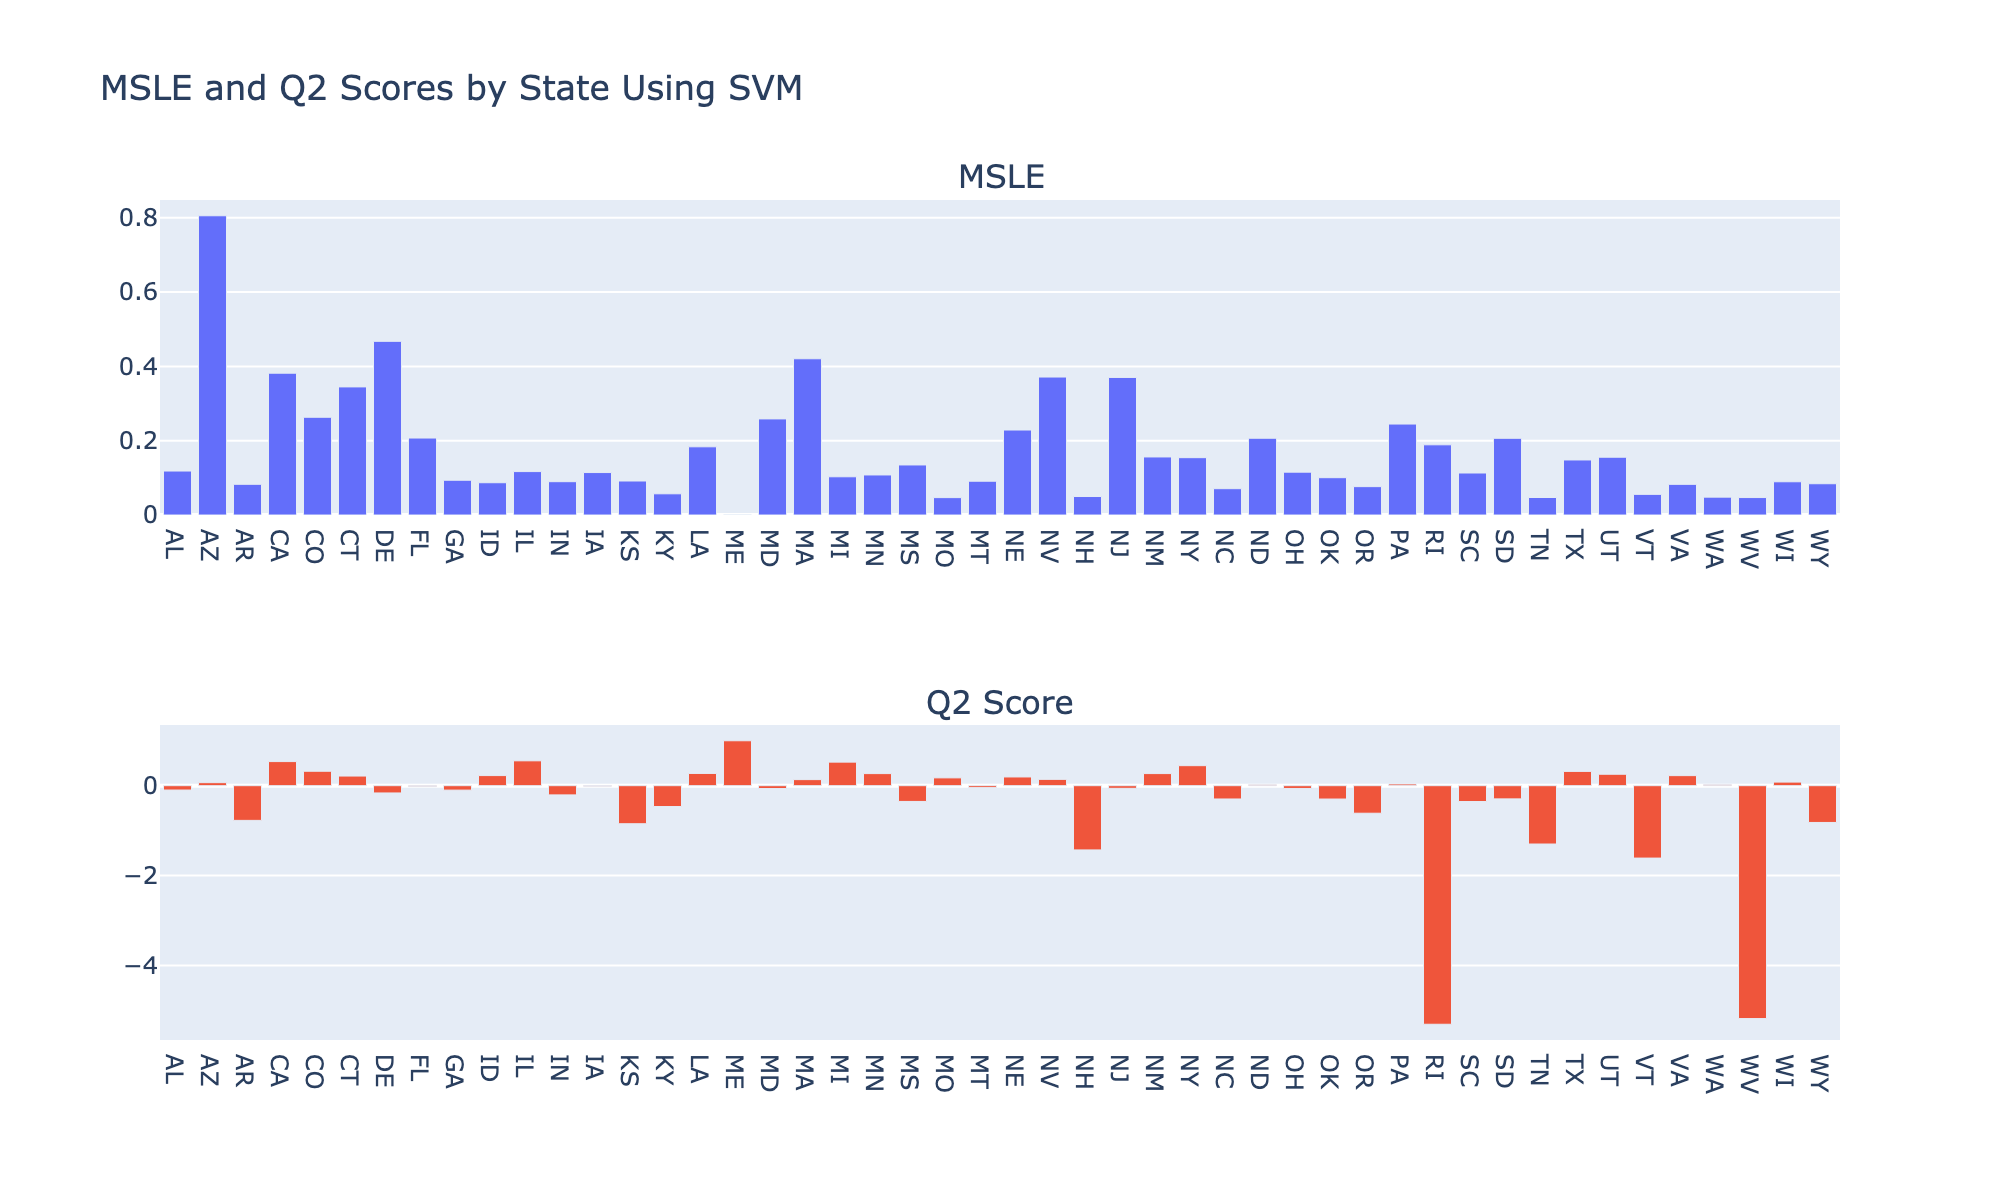 MSLE and Q2 Scores by State Using SVM
MSLE
0.8
0.6
0.4
0.2
0
AL AZ AR CA CO CT DE FL GA ID IL IN IA KS KY LA ME MD MA MI MN MS MO MT NE NV NH NJ NM NY NC ND OH OK OR PA RI SC SD TN TX UT VT VA WA WV WI WY
Q2 Score
0
−2
−4
AL AZ AR CA CO CT DE FL GA ID IL IN IA KS KY LA ME MD MA MI MN MS MO MT NE NV NH NJ NM NY NC ND OH OK OR PA RI SC SD TN TX UT VT VA WA WV WI WY